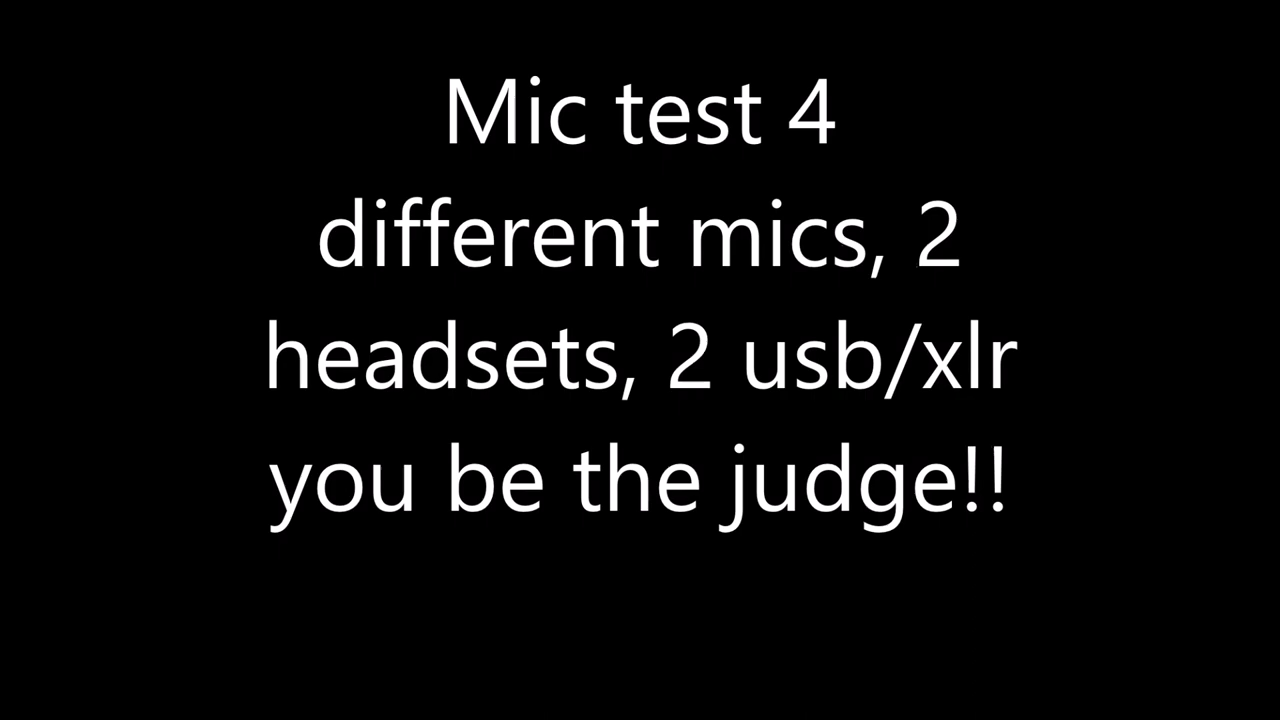 Mic test 4
different mics, 2
headsets, 2 usb/xlr
you be the judge!!